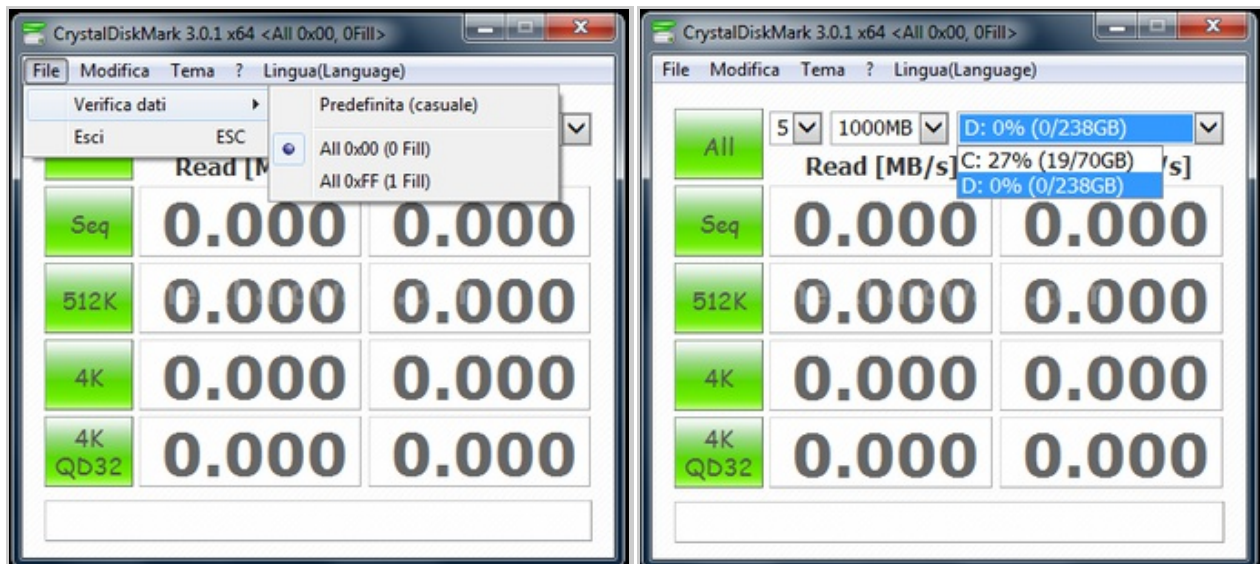 CrystalDiskMark 3.0.1 x64 <All 0x00, 0Fill>
File Modifica Tema ? Lingua(Language)
Verifica dati
Predefinita (casuale)
Esci ESC
All 0x00 (0 Fill)
All 0xFF (1 Fill)
Read [M
Seq 0.000 0.000
512K 0.000 0.000
4K 0.000 0.000
4K QD32 0.000 0.000
CrystalDiskMark 3.0.1 x64 <All 0x00, 0Fill>
File Modifica Tema ? Lingua(Language)
All 5 1000MB D: 0% (0/238GB)
Read [MB/s] /s]
C: 27% (19/70GB)
D: 0% (0/238GB)
Seq 0.000 0.000
512K 0.000 0.000
4K 0.000 0.000
4K QD32 0.000 0.000